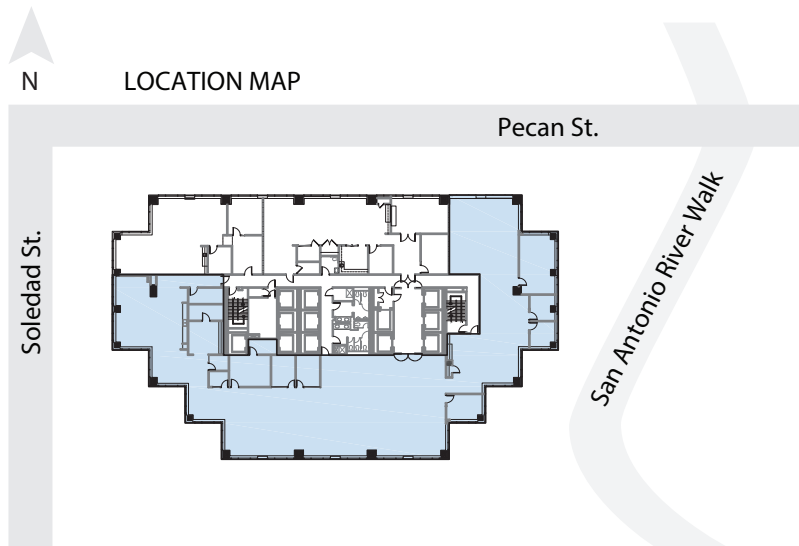 N
LOCATION MAP
Pecan St.
Soledad St.
San Antonio River Walk